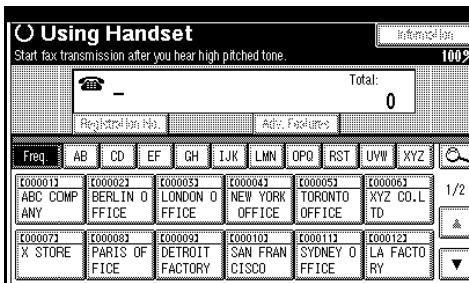 Using Handset
Information
Start fax transmission after you hear high pitched tone.
100%
Total:
0
Registration No.
Adv. Features
Freq. AB CD EF GH IJK LMN OPQ RST UVW XYZ
[00001] [00002] [00003] [00004] [00005] [00006]
ABC COMP BERLIN O LONDON O NEW YORK TORONTO XYZ CO.L
ANY FFICE FFICE OFFICE OFFICE TD
1/2
[00007] [00008] [00009] [00010] [00011] [00012]
X STORE PARIS OF DETROIT SAN FRAN SYDNEY O LA FACTO
FICE FACTORY CISCO FFICE RY